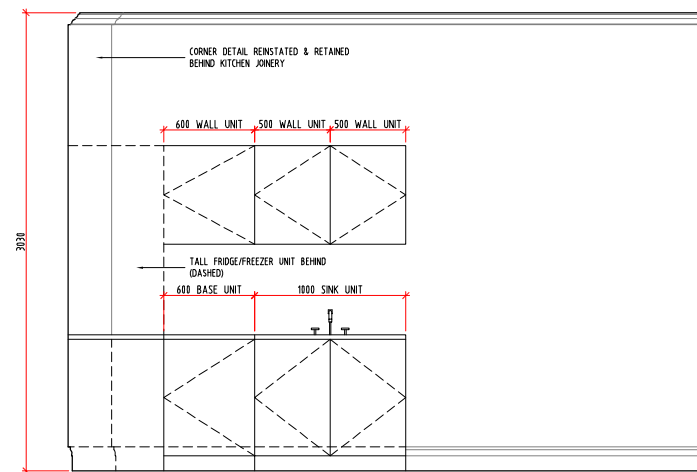 CORNER DETAIL REINSTATED & RETAINED
BEHIND KITCHEN JOINERY
600 WALL UNIT
500 WALL UNIT
500 WALL UNIT
3030
TALL FRIDGE/FREEZER UNIT BEHIND
(DASHED)
600 BASE UNIT
1000 SINK UNIT